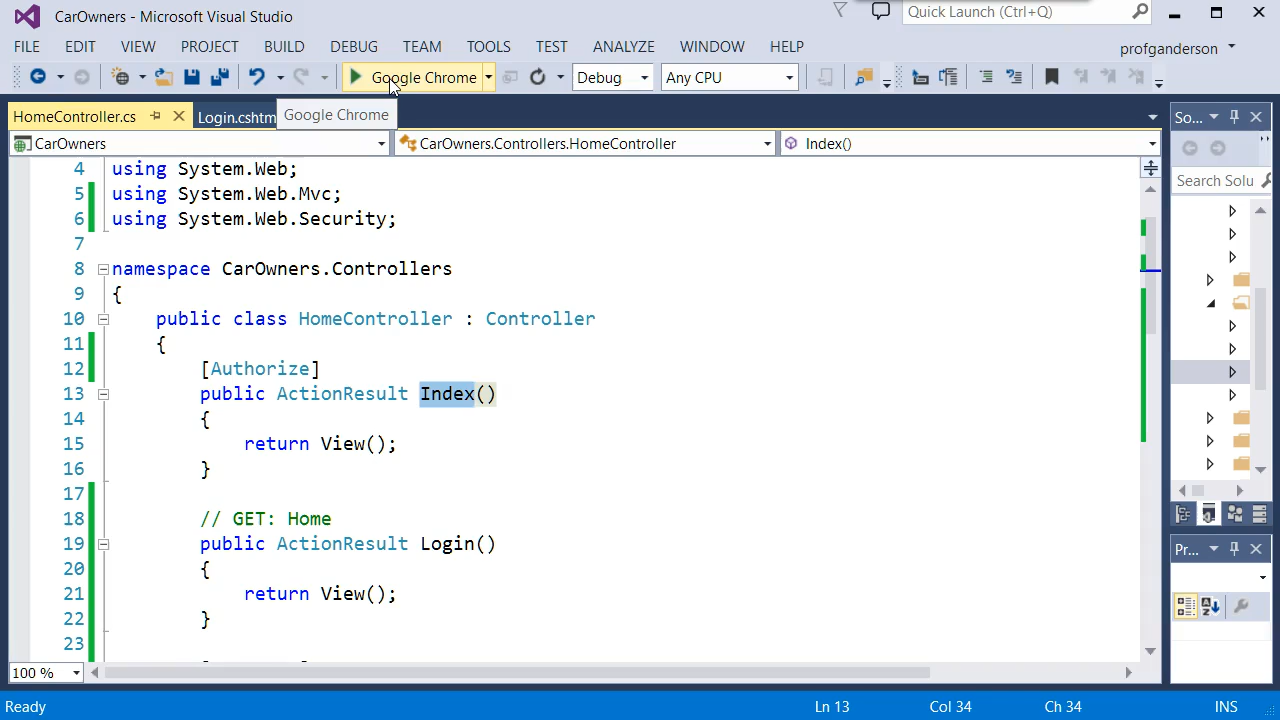 CarOwners - Microsoft Visual Studio
Quick Launch (Ctrl+Q)
FILE EDIT VIEW PROJECT BUILD DEBUG TEAM TOOLS TEST ANALYZE WINDOW HELP profganderson
Google Chrome Debug Any CPU
HomeController.cs Login.cshtm Google Chrome So...
CarOwners CarOwners.Controllers.HomeController Index()
Search Solu
4 using System.Web;
5 using System.Web.Mvc;
6 using System.Web.Security;
7
8 namespace CarOwners.Controllers
9 {
10 public class HomeController : Controller
11 {
12 [Authorize]
13 public ActionResult Index()
14 {
15 return View();
16 }
17
18 // GET: Home
19 public ActionResult Login()
20 {
21 return View();
22 }
23
Pr...
100 %
Ready Ln 13 Col 34 Ch 34 INS